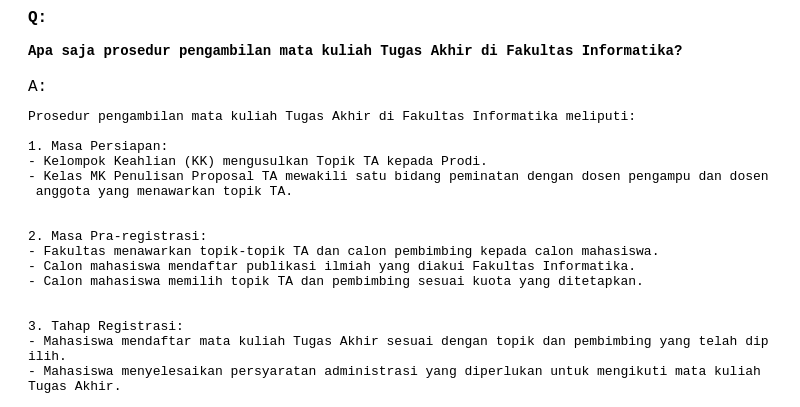 Q:
Apa saja prosedur pengambilan mata kuliah Tugas Akhir di Fakultas Informatika?
A:
Prosedur pengambilan mata kuliah Tugas Akhir di Fakultas Informatika meliputi:
1. Masa Persiapan:
- Kelompok Keahlian (KK) mengusulkan Topik TA kepada Prodi.
- Kelas MK Penulisan Proposal TA mewakili satu bidang peminatan dengan dosen pengampu dan dosen
anggota yang menawarkan topik TA.
2. Masa Pra-registrasi:
- Fakultas menawarkan topik-topik TA dan calon pembimbing kepada calon mahasiswa.
- Calon mahasiswa mendaftar publikasi ilmiah yang diakui Fakultas Informatika.
- Calon mahasiswa memilih topik TA dan pembimbing sesuai kuota yang ditetapkan.
3. Tahap Registrasi:
- Mahasiswa mendaftar mata kuliah Tugas Akhir sesuai dengan topik dan pembimbing yang telah dip
ilih.
- Mahasiswa menyelesaikan persyaratan administrasi yang diperlukan untuk mengikuti mata kuliah
Tugas Akhir.